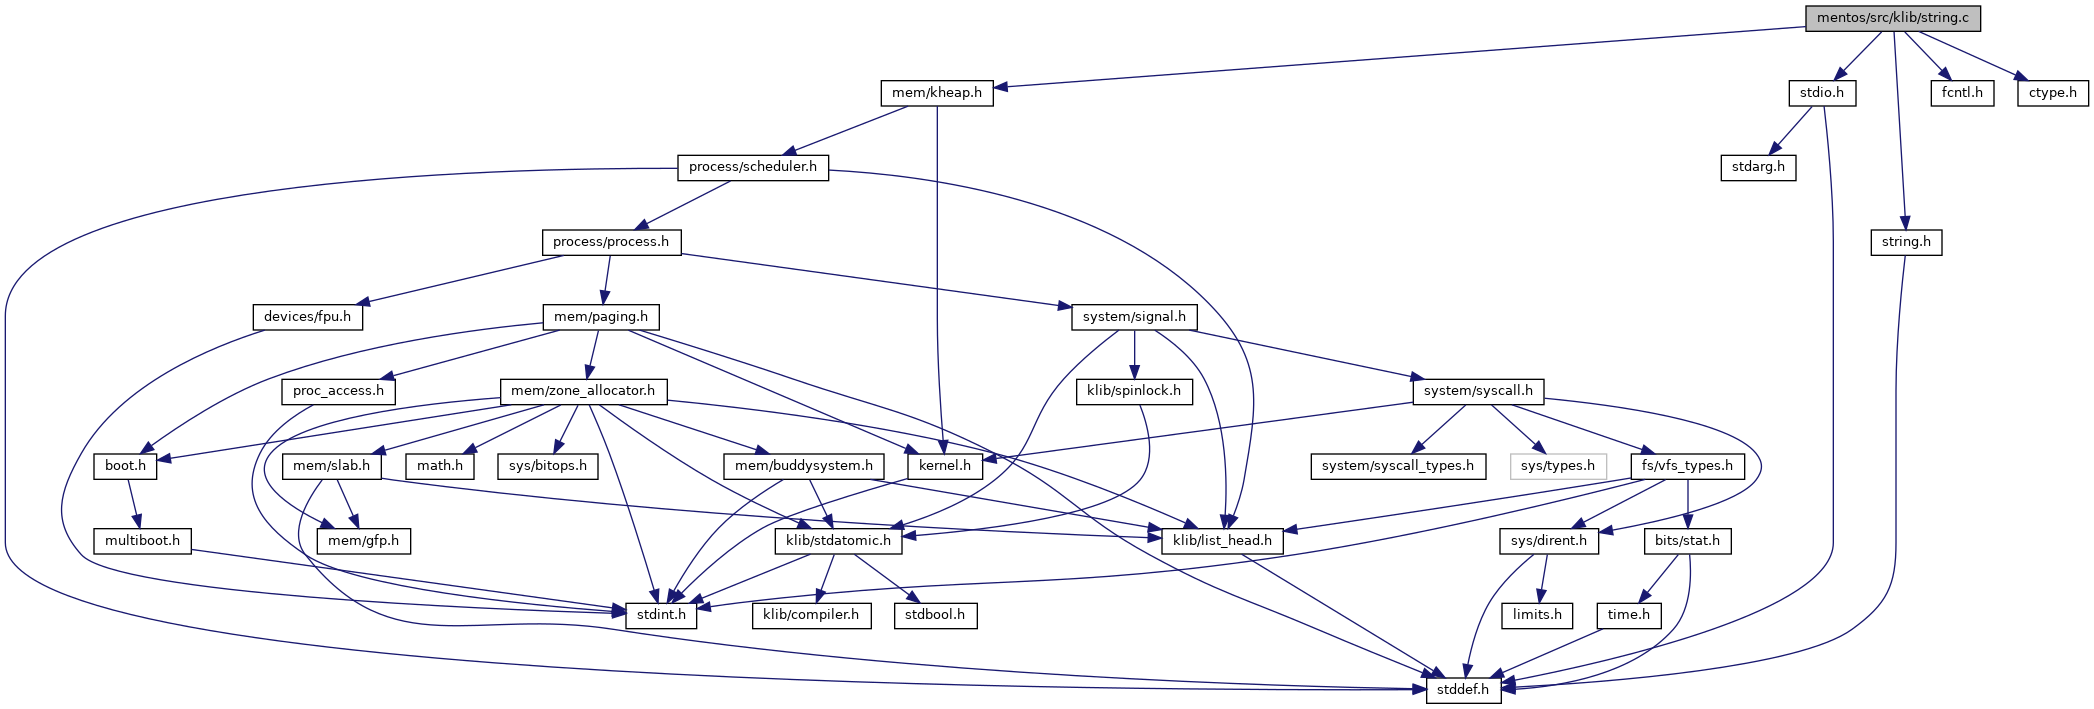 mentos/src/klib/string.c
mem/kheap.h
stdio.h
fcntl.h
ctype.h
process/scheduler.h
stdarg.h
process/process.h
string.h
devices/fpu.h
mem/paging.h
system/signal.h
proc_access.h
mem/zone_allocator.h
klib/spinlock.h
system/syscall.h
boot.h
mem/slab.h
math.h
sys/bitops.h
mem/buddysystem.h
kernel.h
system/syscall_types.h
sys/types.h
fs/vfs_types.h
multiboot.h
mem/gfp.h
klib/stdatomic.h
klib/list_head.h
sys/dirent.h
bits/stat.h
stdint.h
klib/compiler.h
stdbool.h
limits.h
time.h
stddef.h